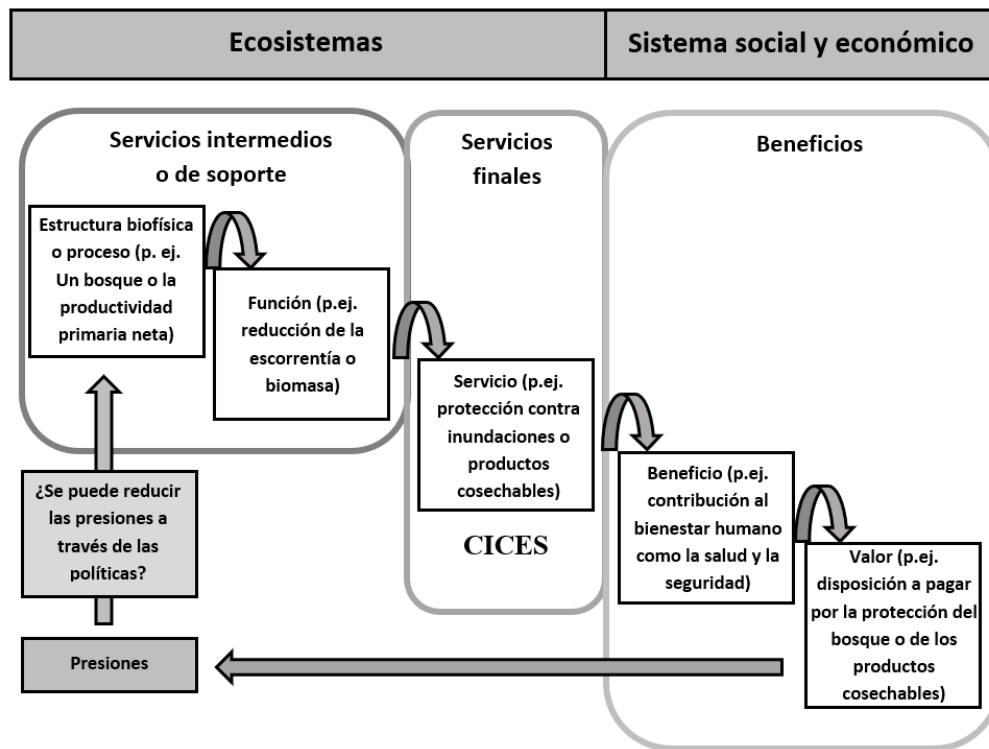 Ecosistemas
Sistema social y económico
Servicios intermedios
o de soporte
Servicios
finales
Beneficios
Estructura biofísica
o proceso (p. ej.
Un bosque o la
productividad
primaria neta)
Función (p.ej.
reducción de la
escorrentía o
biomasa)
Servicio (p.ej.
protección contra
inundaciones o
productos
cosechables)
CICES
Beneficio (p.ej.
contribución al
bienestar humano
como la salud y la
seguridad)
Valor (p.ej.
disposición a pagar
por la protección del
bosque o de los
productos
cosechables)
¿Se puede reducir
las presiones a
través de las
políticas?
Presiones